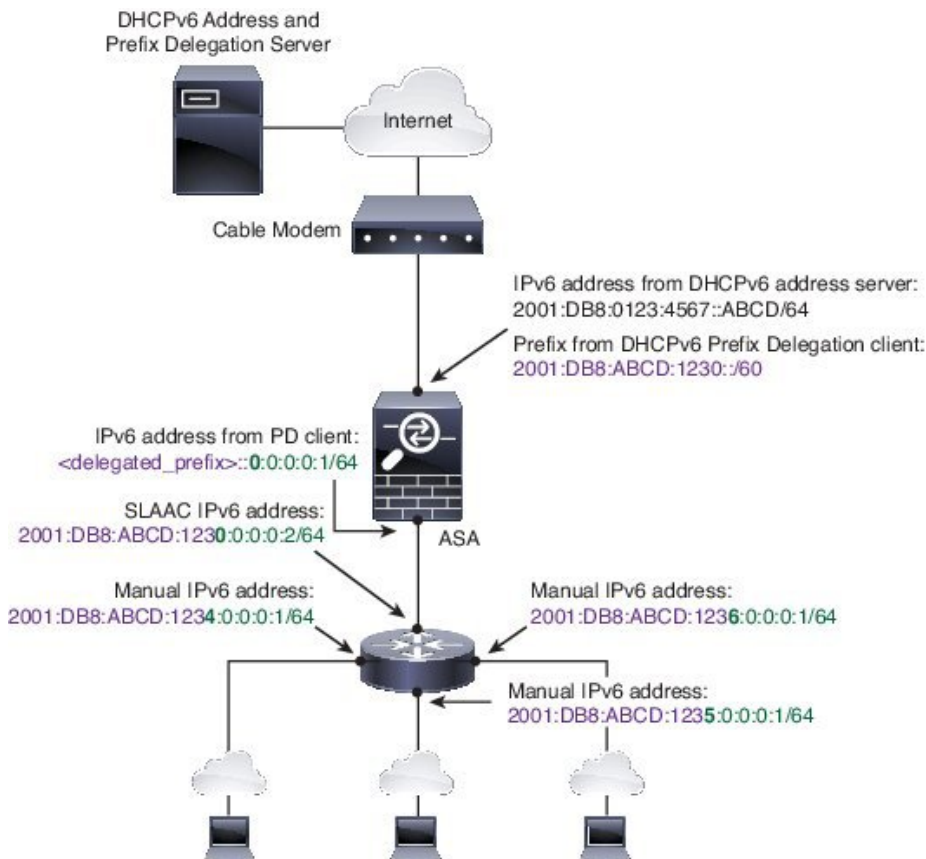 DHCPv6 Address and
Prefix Delegation Server
Internet
Cable Modem
IPv6 address from DHCPv6 address server:
2001:DB8:0123:4567::ABCD/64
Prefix from DHCPv6 Prefix Delegation client:
2001:DB8:ABCD:1230::/60
IPv6 address from PD client:
<delegated_prefix>::0:0:0:0:1/64
SLAAC IPv6 address:
2001:DB8:ABCD:1230:0:0:0:2/64
ASA
Manual IPv6 address:
2001:DB8:ABCD:1234:0:0:0:1/64
Manual IPv6 address:
2001:DB8:ABCD:1236:0:0:0:1/64
Manual IPv6 address:
2001:DB8:ABCD:1235:0:0:0:1/64